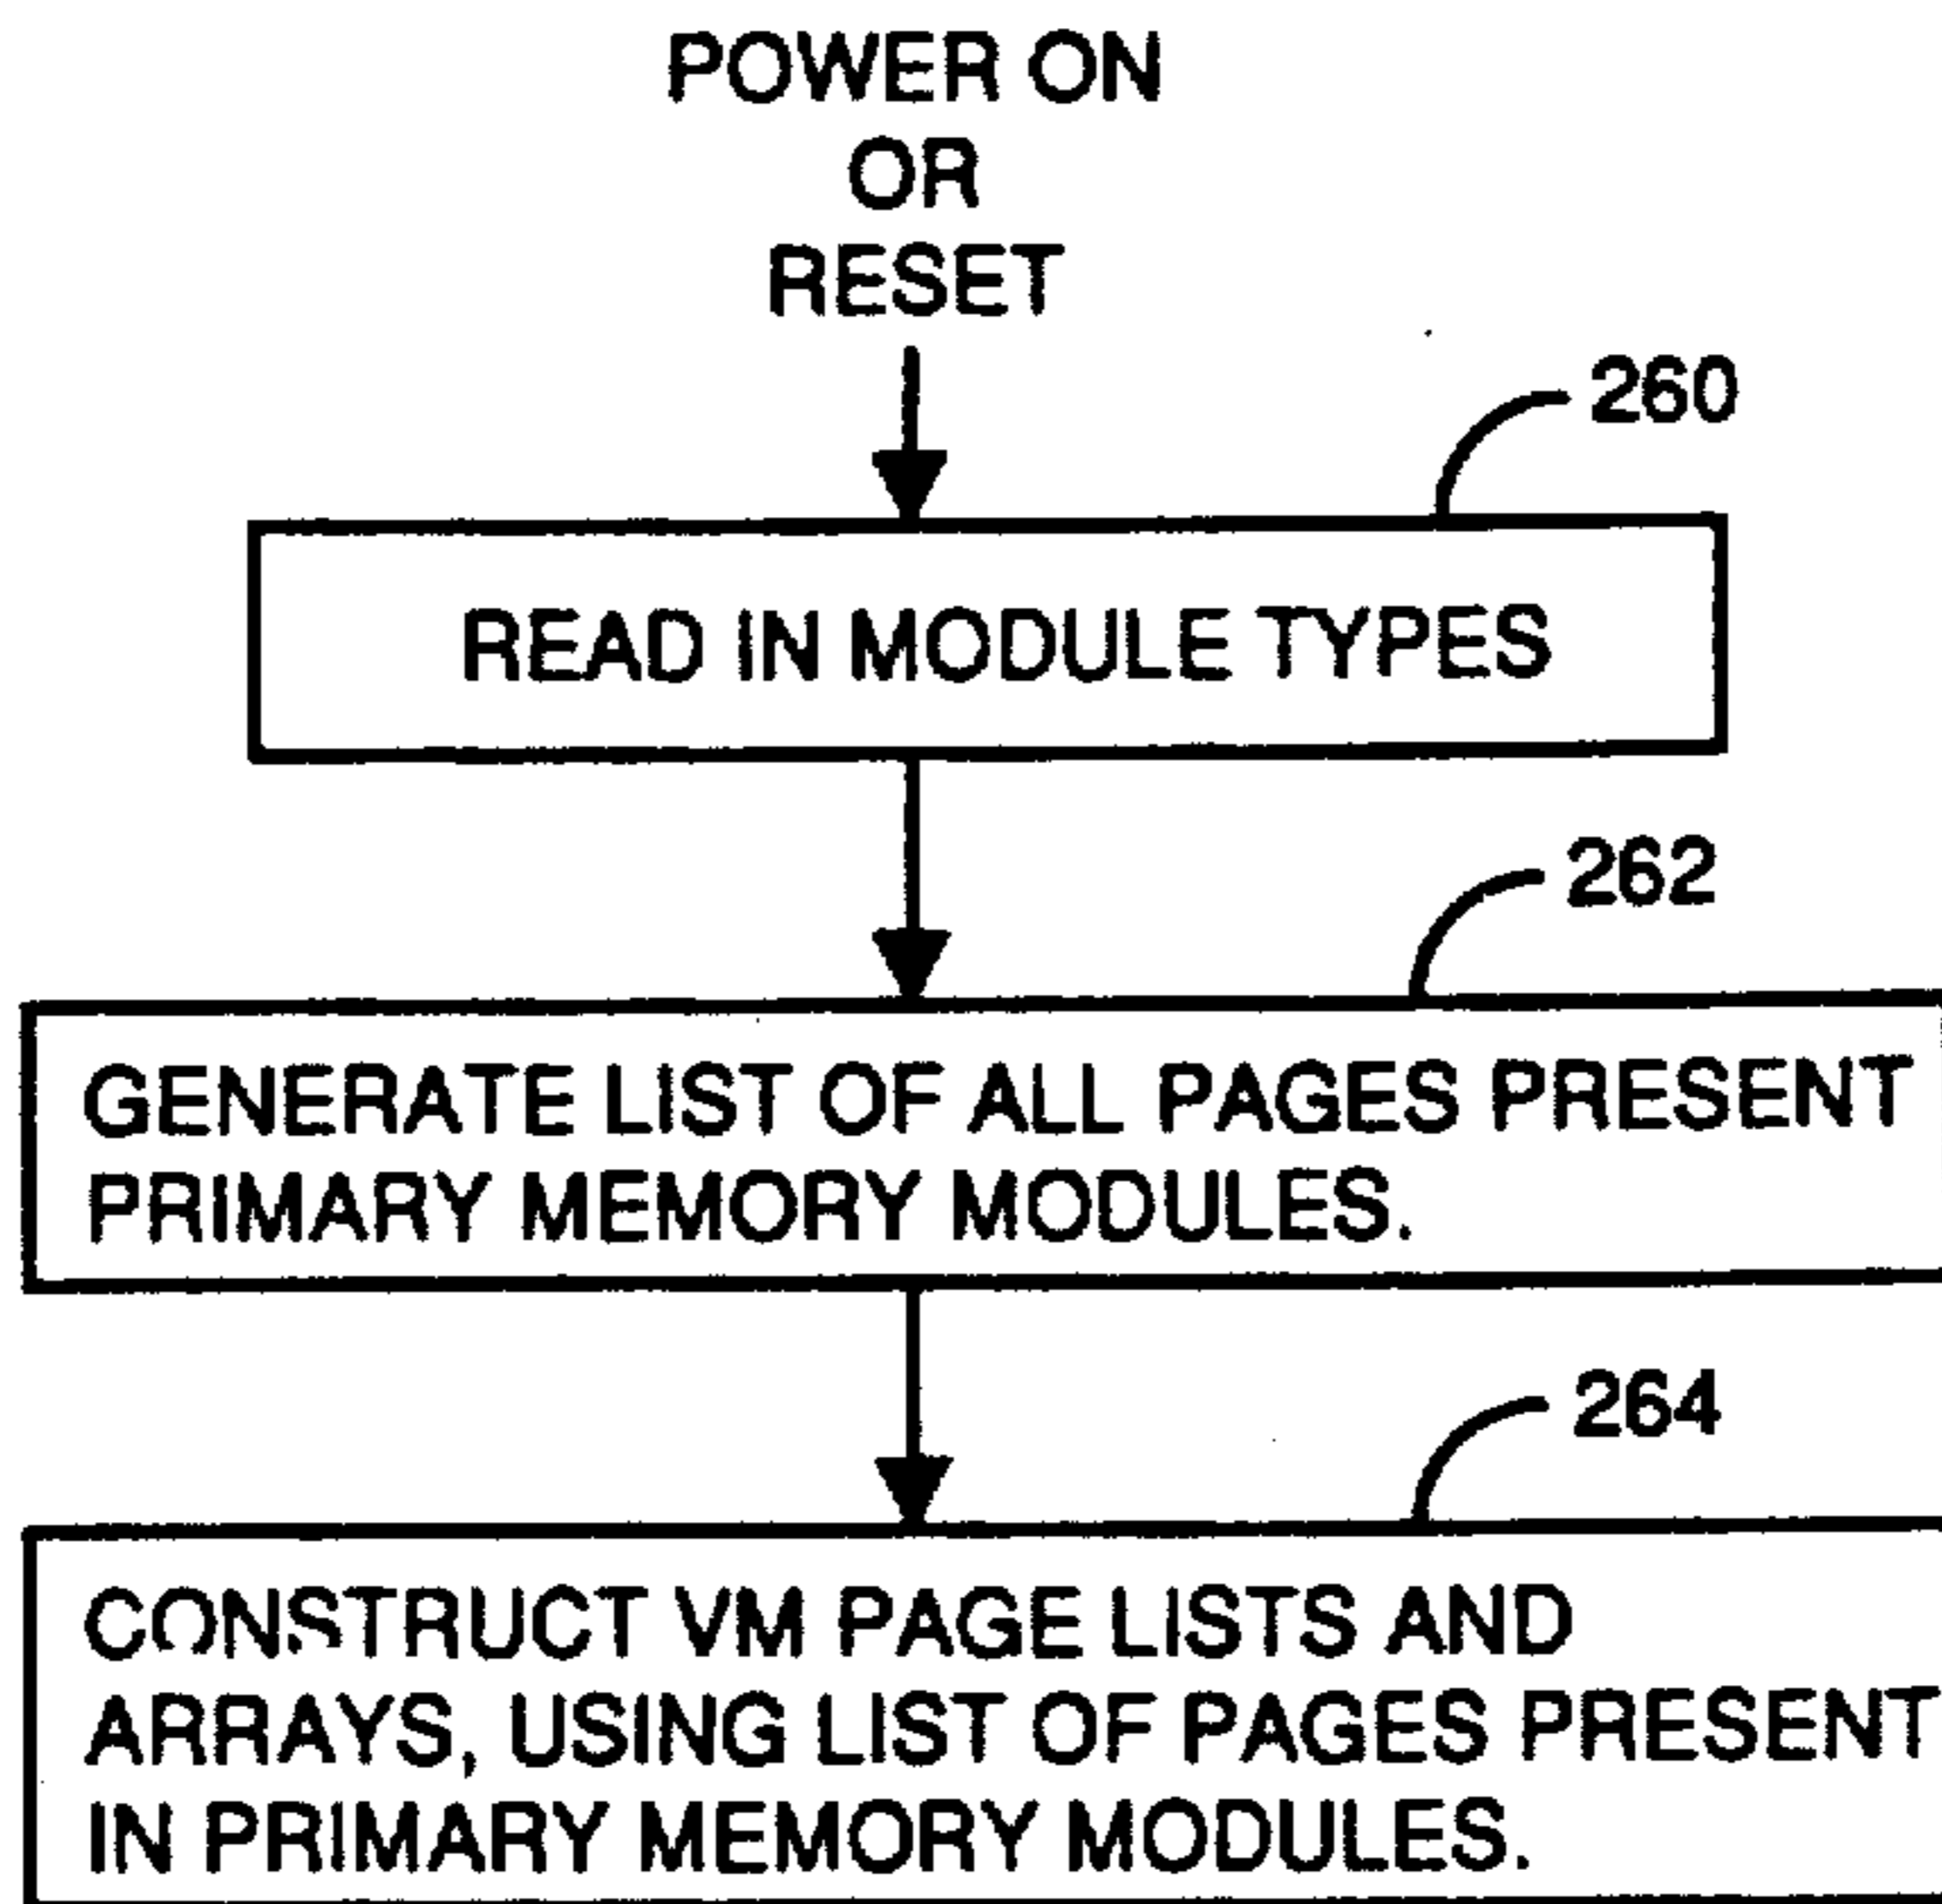 POWER ON
OR
RESET
260
READ IN MODULE TYPES
262
GENERATE LIST OF ALL PAGES PRESENT
PRIMARY MEMORY MODULES.
264
CONSTRUCT VM PAGE LISTS AND
ARRAYS, USING LIST OF PAGES PRESENT
IN PRIMARY MEMORY MODULES.